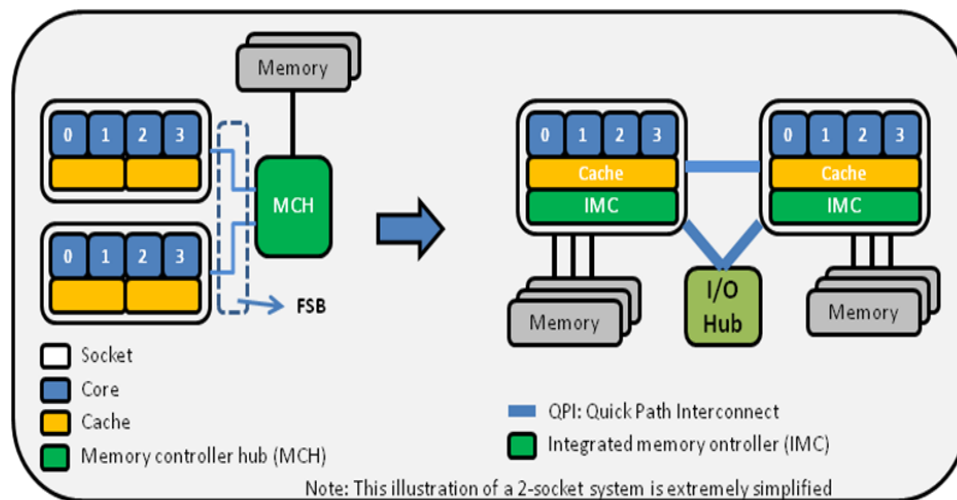 Memory
0 1 2 3
MCH
0 1 2 3
FSB
Socket
Core
Cache
Memory controller hub (MCH)
0 1 2 3
Cache
IMC
0 1 2 3
Cache
IMC
Memory
I/O
Hub
Memory
QPI: Quick Path Interconnect
Integrated memory ontroller (IMC)
Note: This illustration of a 2-socket system is extremely simplified